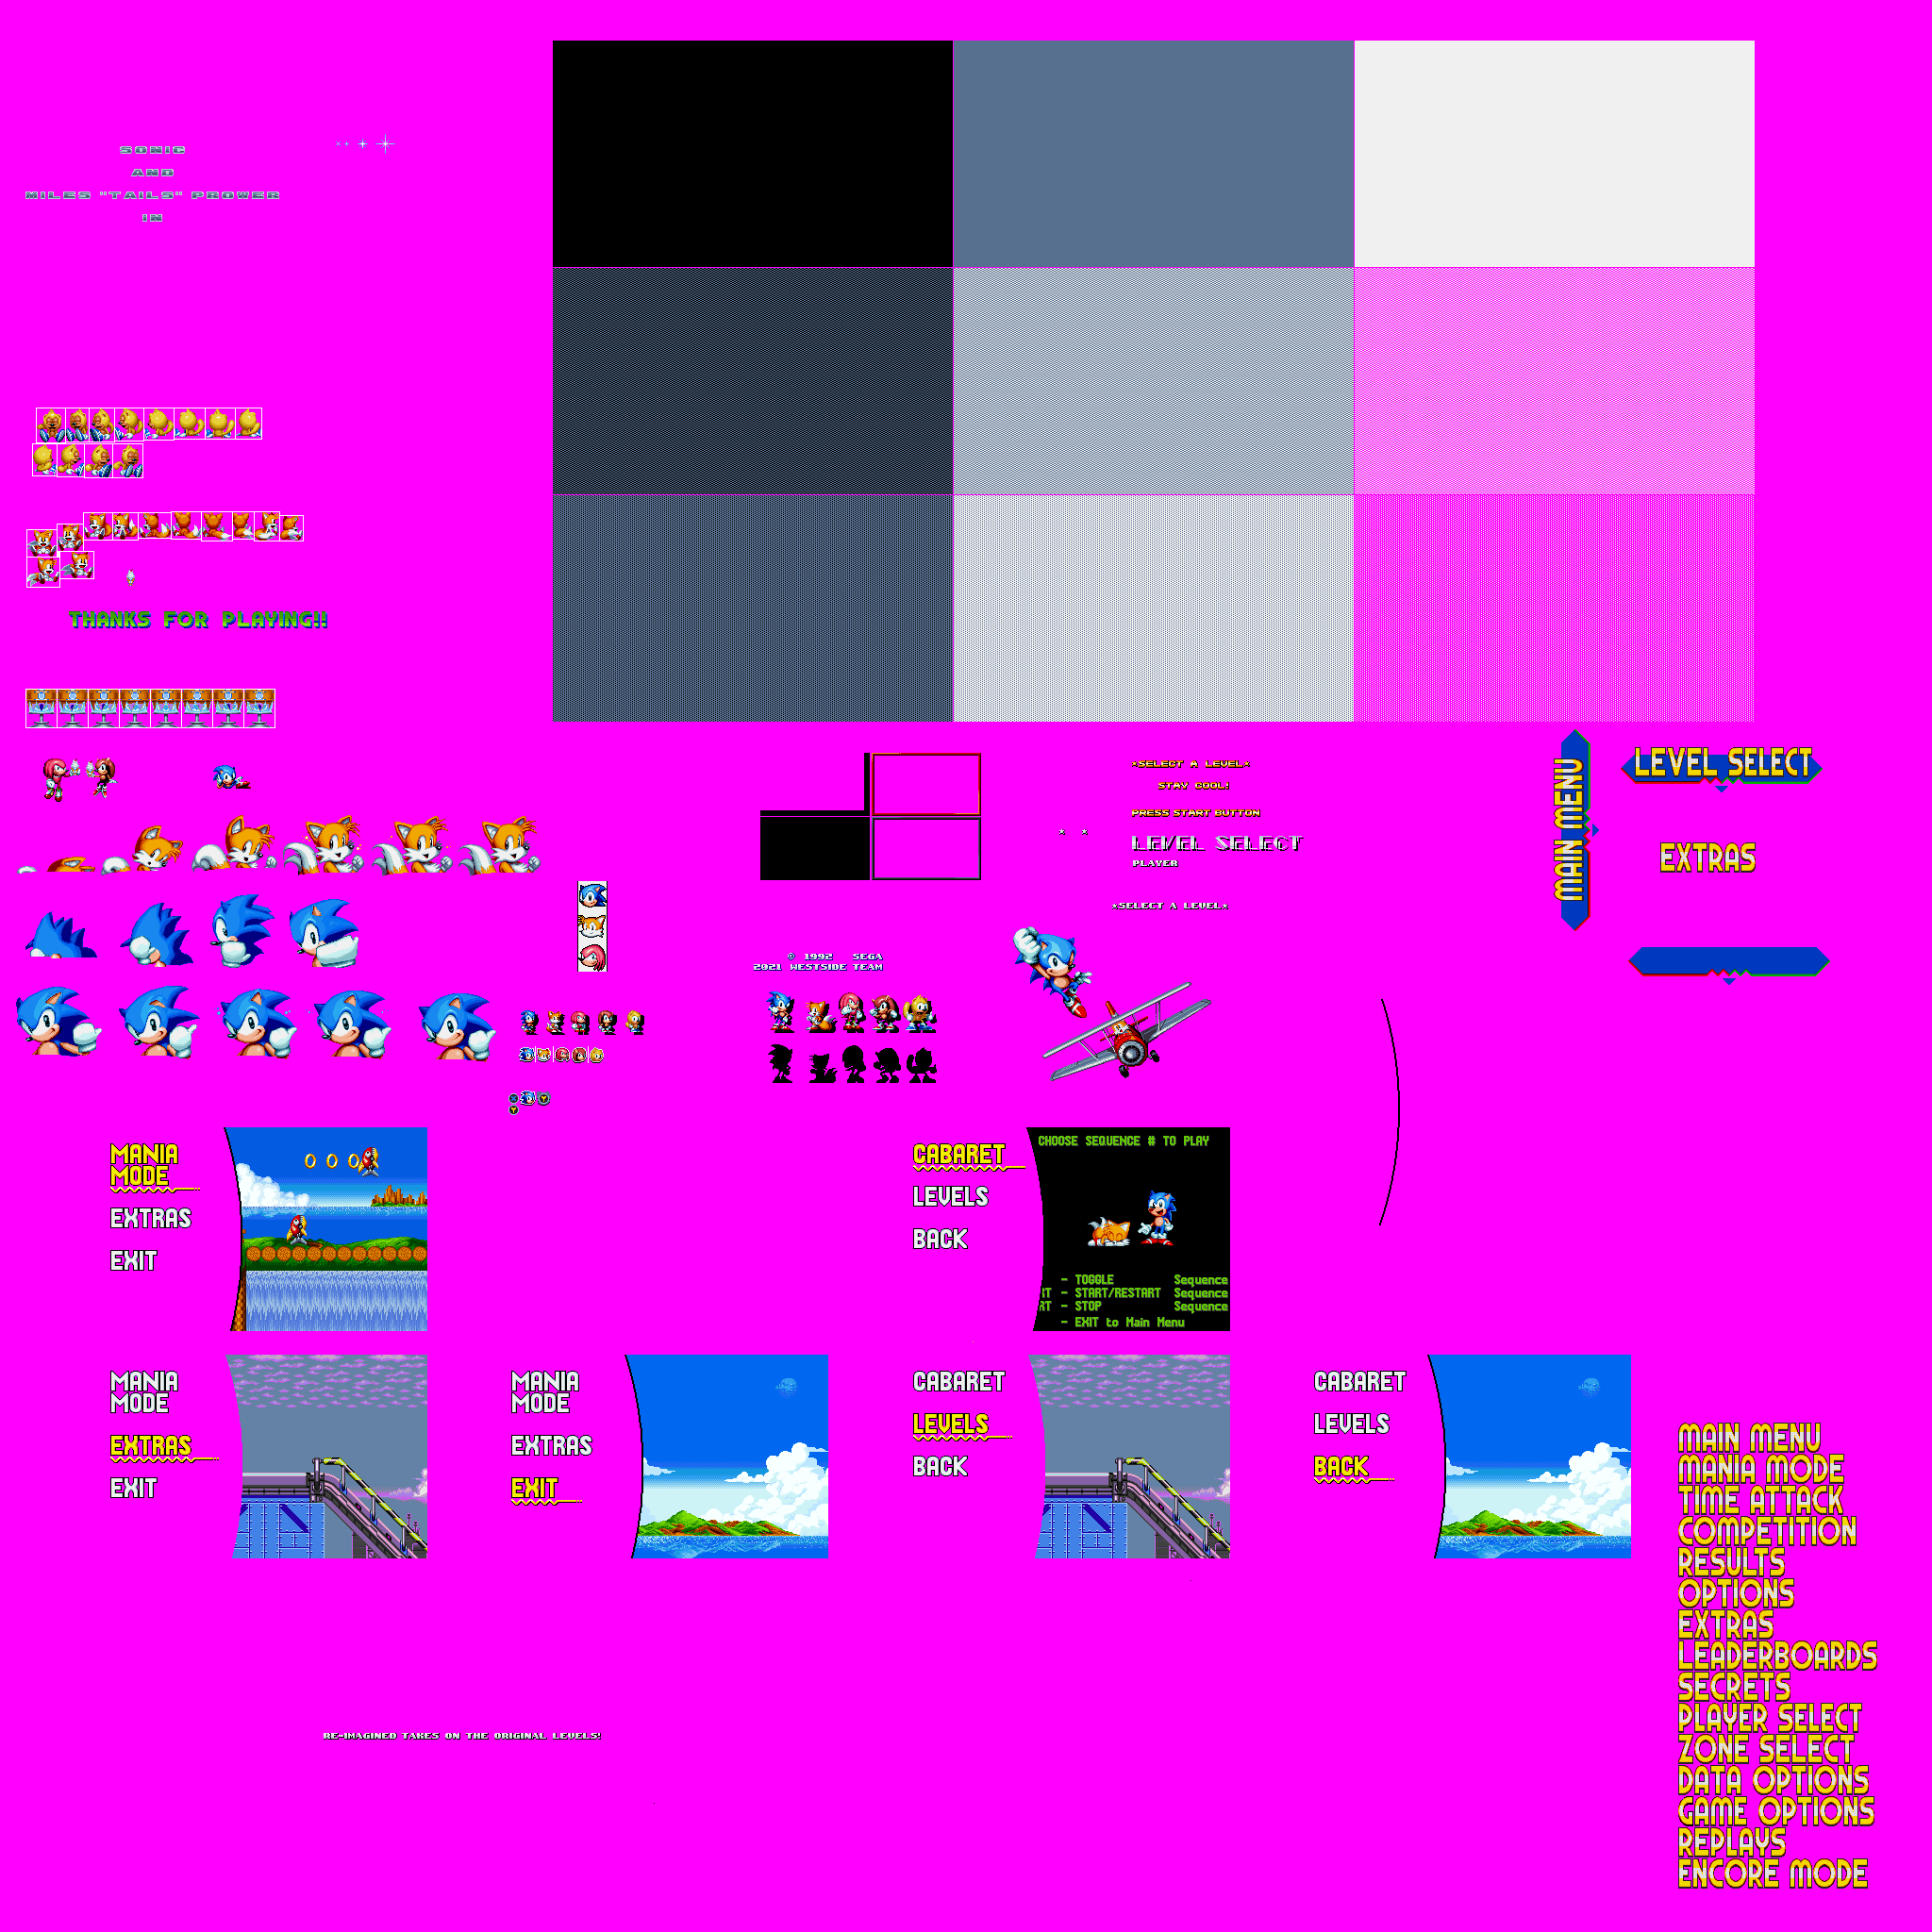 SONIC
AND
MILES "TAILS" PROWER
IN
THANKS FOR PLAYING!!
*SELECT A LEVEL*
STAY COOL!
PRESS START BUTTON
LEVEL SELECT
PLAYER
*SELECT A LEVEL*
MAIN MENU
LEVEL SELECT
EXTRAS
© 1992 SEGA
2021 WESTSIDE TEAM
MANIA
MODE
EXTRAS
EXIT
CABARET
LEVELS
BACK
CHOOSE SEQUENCE # TO PLAY
- TOGGLE Sequence
RT - START/RESTART Sequence
RT - STOP Sequence
- EXIT to Main Menu
MANIA
MODE
EXTRAS
EXIT
MANIA
MODE
EXTRAS
EXIT
CABARET
LEVELS
BACK
CABARET
LEVELS
BACK
MAIN MENU
MANIA MODE
TIME ATTACK
COMPETITION
RESULTS
OPTIONS
EXTRAS
LEADERBOARDS
SECRETS
PLAYER SELECT
ZONE SELECT
DATA OPTIONS
GAME OPTIONS
REPLAYS
ENCORE MODE
RE-IMAGINED TAKES ON THE ORIGINAL LEVELS!